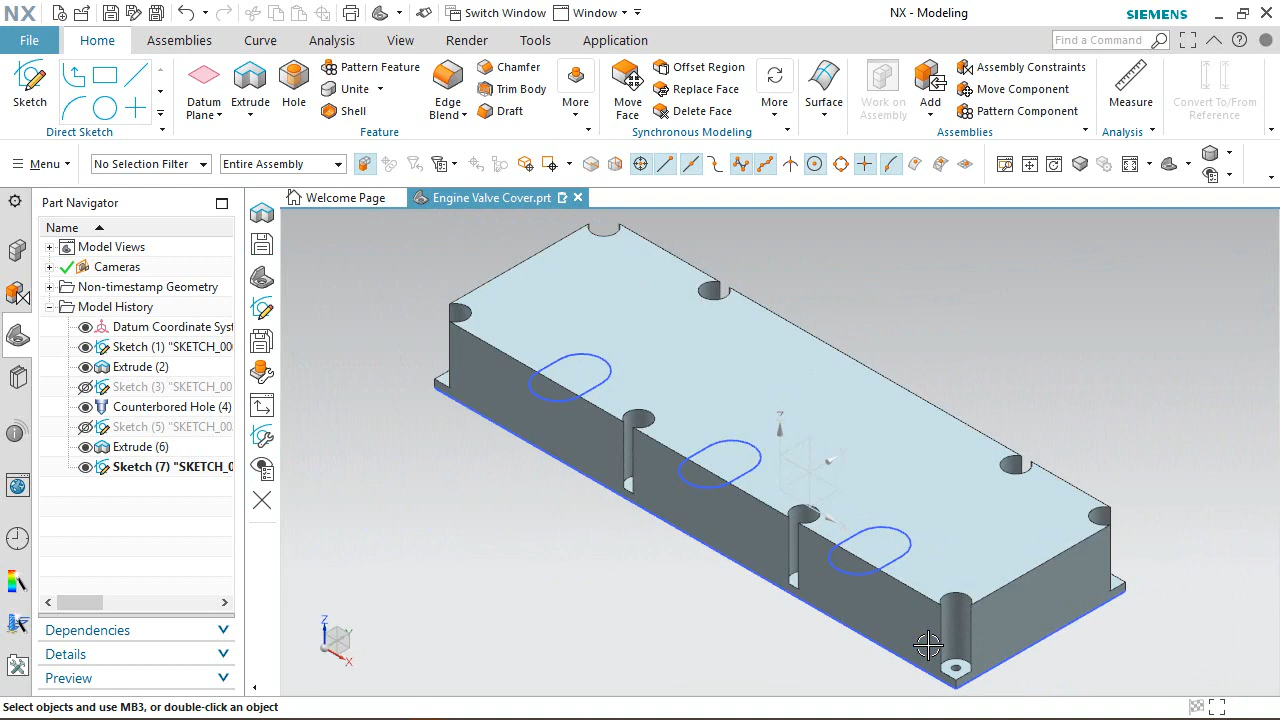 NX
Switch Window
Window
NX - Modeling
SIEMENS
File
Home
Assemblies
Curve
Analysis
View
Render
Tools
Application
Find a Command
Sketch
Direct Sketch
Datum Plane
Extrude
Hole
Pattern Feature
Unite
Shell
Edge Blend
Chamfer
Trim Body
Draft
More
Feature
Move Face
Offset Region
Replace Face
Delete Face
More
Synchronous Modeling
Surface
Work on Assembly
Add
Assembly Constraints
Move Component
Pattern Component
Assemblies
Measure
Analysis
Convert To/From Reference
Menu
No Selection Filter
Entire Assembly
Part Navigator
Welcome Page
Engine Valve Cover.prt
Name
Model Views
Cameras
Non-timestamp Geometry
Model History
Datum Coordinate Syst
Sketch (1) "SKETCH_00
Extrude (2)
Sketch (3) "SKETCH_00
Counterbored Hole (4)
Sketch (5) "SKETCH_00
Extrude (6)
Sketch (7) "SKETCH_0
Dependencies
Details
Preview
Z
Y
X
Select objects and use MB3, or double-click an object